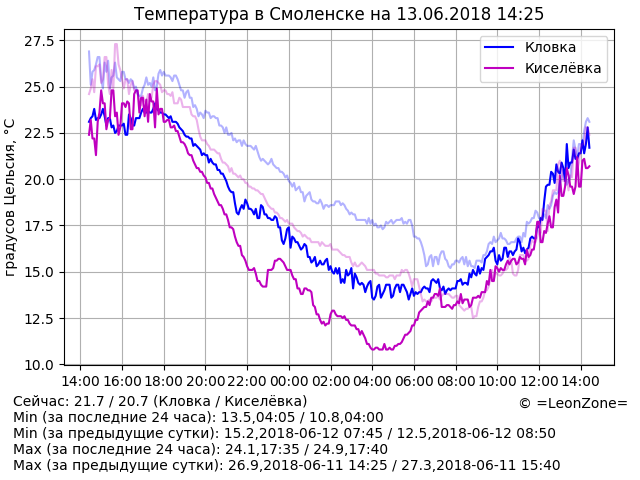 Температура в Смоленске на 13.06.2018 14:25
градусов Цельсия, °C
27.5
25.0
22.5
20.0
17.5
15.0
12.5
10.0
Кловка
Киселёвка
14:00 16:00 18:00 20:00 22:00 00:00 02:00 04:00 06:00 08:00 10:00 12:00 14:00
Сейчас: 21.7 / 20.7 (Кловка / Киселёвка)
© =LeonZone=
Min (за последние 24 часа): 13.5,04:05 / 10.8,04:00
Min (за предыдущие сутки): 15.2,2018-06-12 07:45 / 12.5,2018-06-12 08:50
Max (за последние 24 часа): 24.1,17:35 / 24.9,17:40
Max (за предыдущие сутки): 26.9,2018-06-11 14:25 / 27.3,2018-06-11 15:40